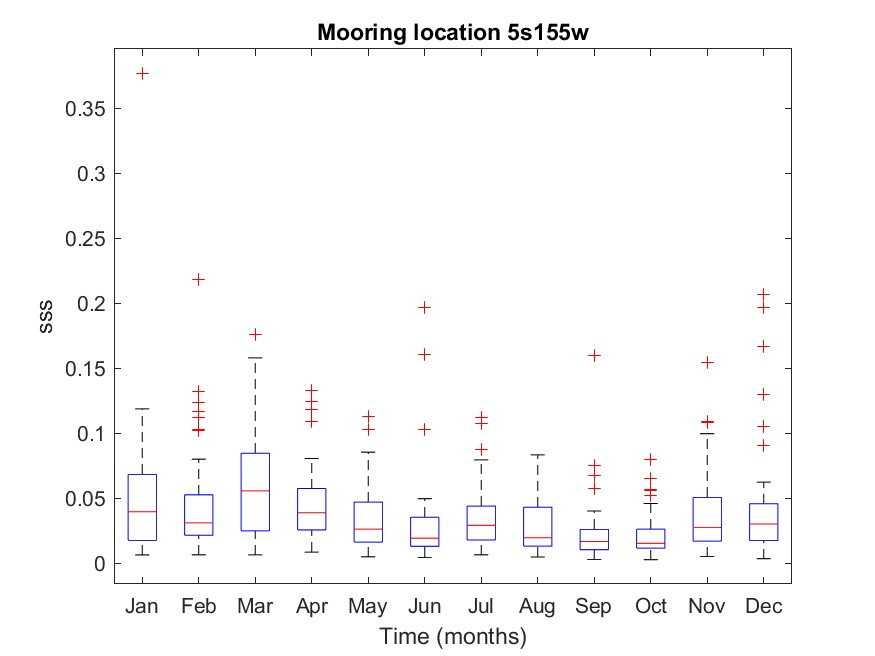 Mooring location 5s155w
0.35
0.3
0.25
0.2
0.15
0.1
0.05
0
sss
Jan Feb Mar Apr May Jun Jul Aug Sep Oct Nov Dec
Time (months)